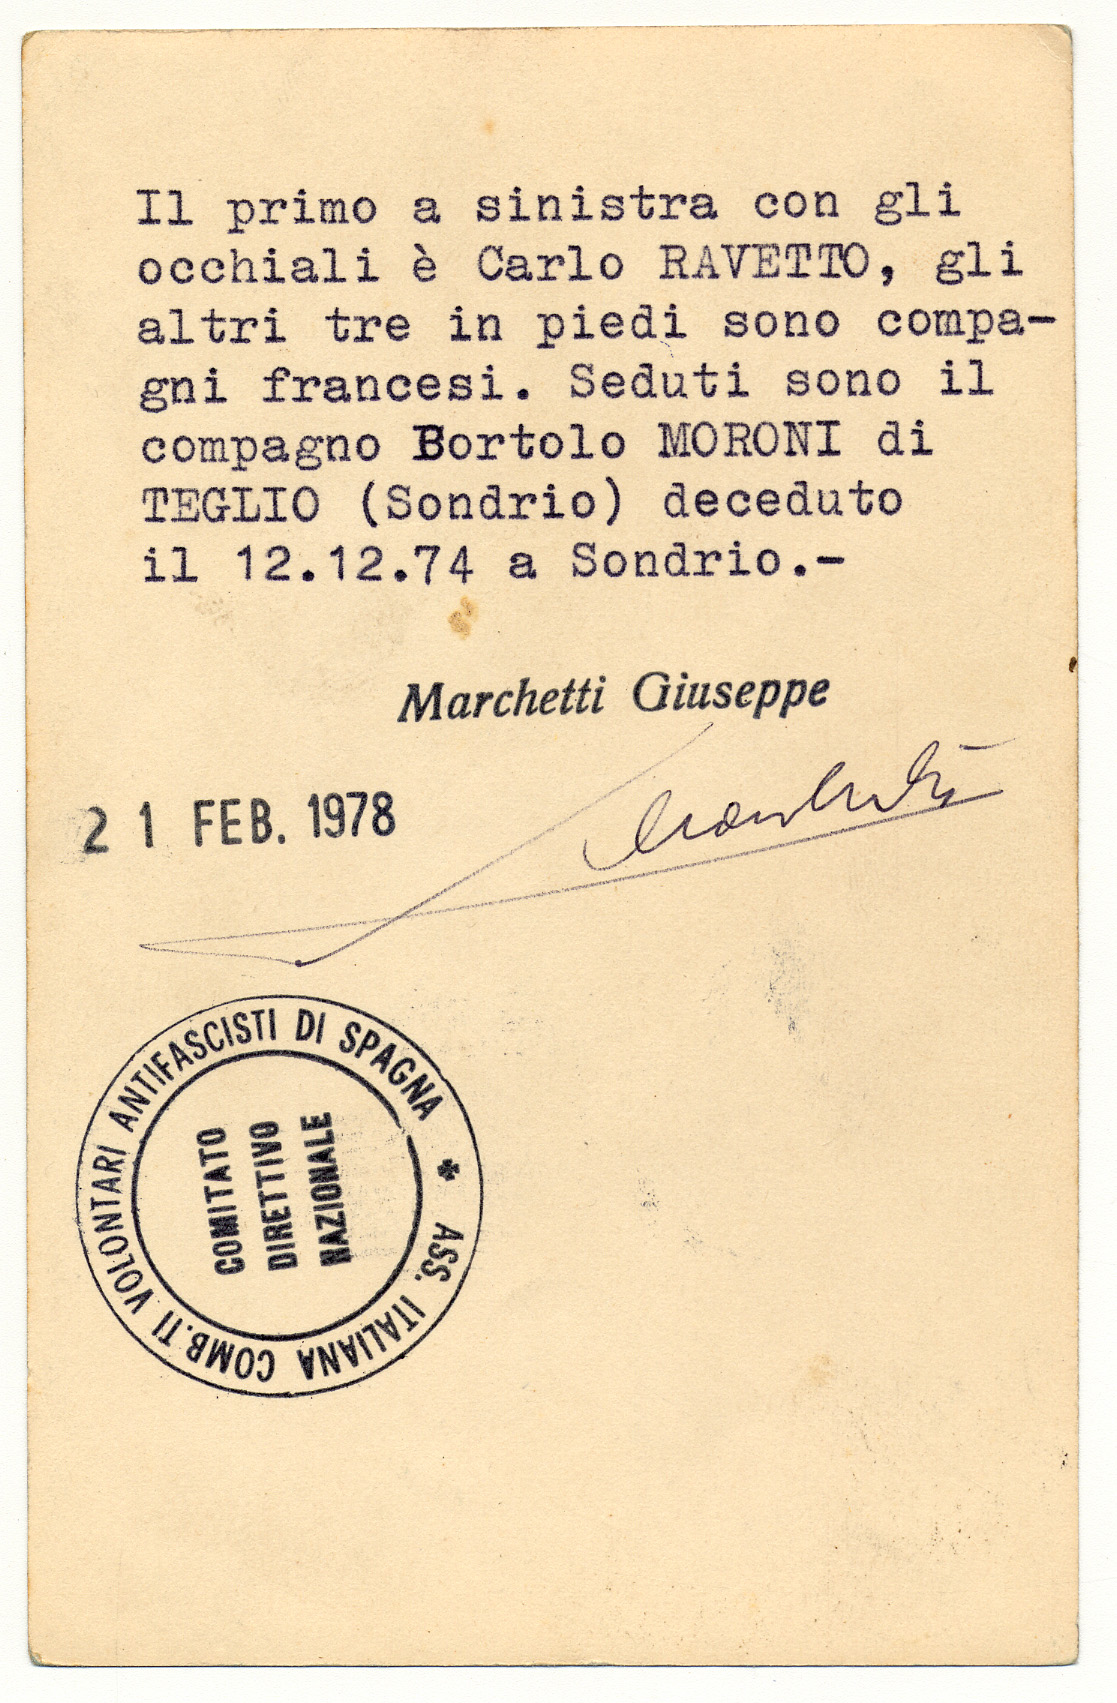 Il primo a sinistra con gli
occhiali è Carlo RAVETTO, gli
altri tre in piedi sono compa-
gni francesi. Seduti sono il
compagno Bortolo MORONI di
TEGLIO (Sondrio) deceduto
il 12.12.74 a Sondrio.-
Marchetti Giuseppe
21 FEB. 1978
ASS. ITALIANA COMB.TI VOLONTARI ANTIFASCISTI DI SPAGNA
COMITATO
DIRETTIVO
NAZIONALE